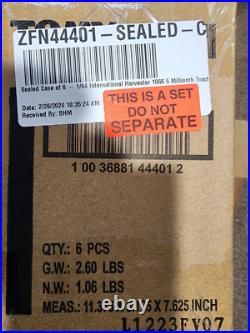 ZFN44401-SEALED-C
Sealed Case of 6 - 1/64 International Harvester 1066 5 Millionth Tract
Date: 2/26/2024 10:35:24 AM
Received By: BHM
THIS IS A SET
DO NOT
SEPARATE
1 00 36881 44401 2
QTY.: 6 PCS
G.W.: 2.60 LBS
N.W.: 1.06 LBS
MEAS.: 11.3 X 7.625 INCH
L1223FY07